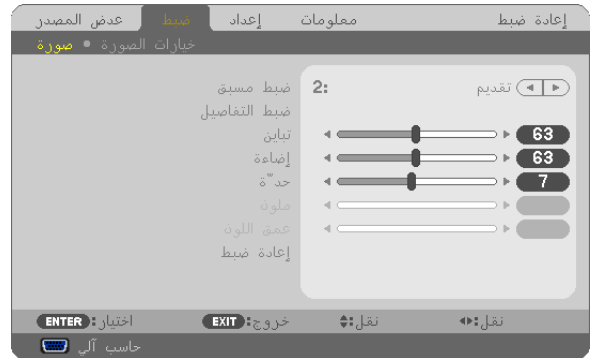 عرض المصدر ضبط إعداد معلومات إعادة ضبط
صورة • خيارات الصورة
ضبط مسبق 2: تقديم
ضبط التفاصيل
تباين 63
إضاءة 63
حدّة 7
ملونة
عمق اللون
إعادة ضبط
ENTER: اختيار EXIT: خروج نقل: نقل:
حاسب آلي